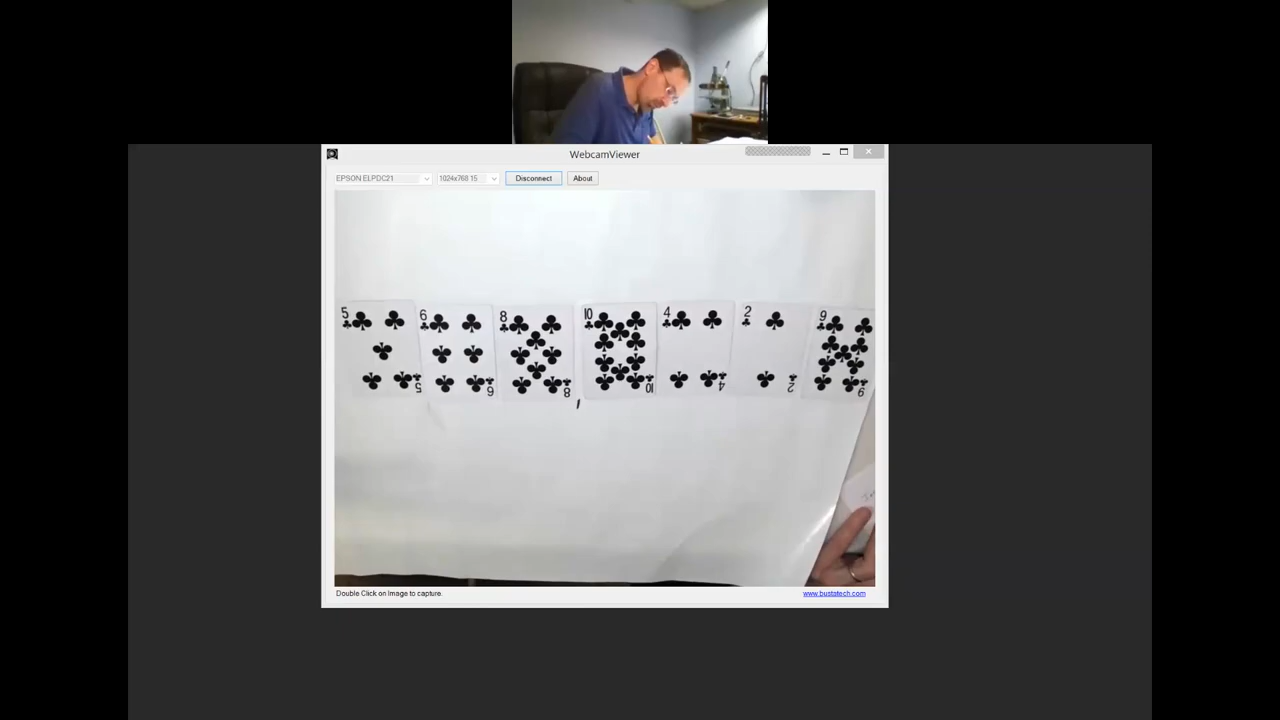 WebcamViewer
EPSON ELPDC21 1024x768 15 Disconnect About
5 6 8 10 4 2 9
5 6 8 10 4 2 9
Double Click on Image to capture. www.bustatech.com